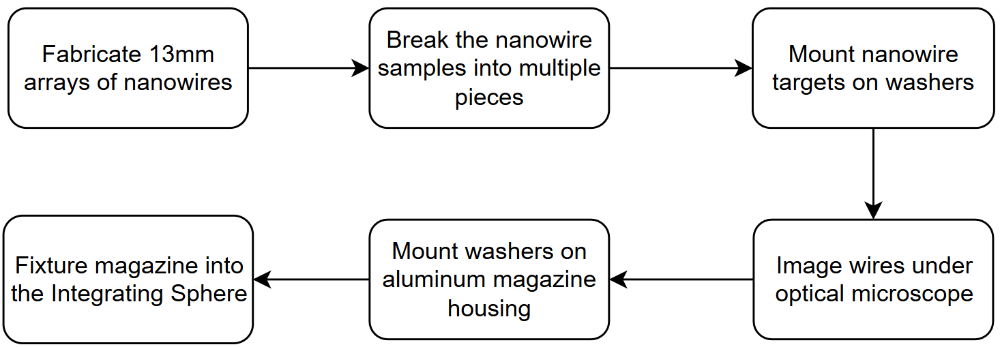 Fabricate 13mm
arrays of nanowires
Break the nanowire
samples into multiple
pieces
Mount nanowire
targets on washers
Image wires under
optical microscope
Mount washers on
aluminum magazine
housing
Fixture magazine into
the Integrating Sphere